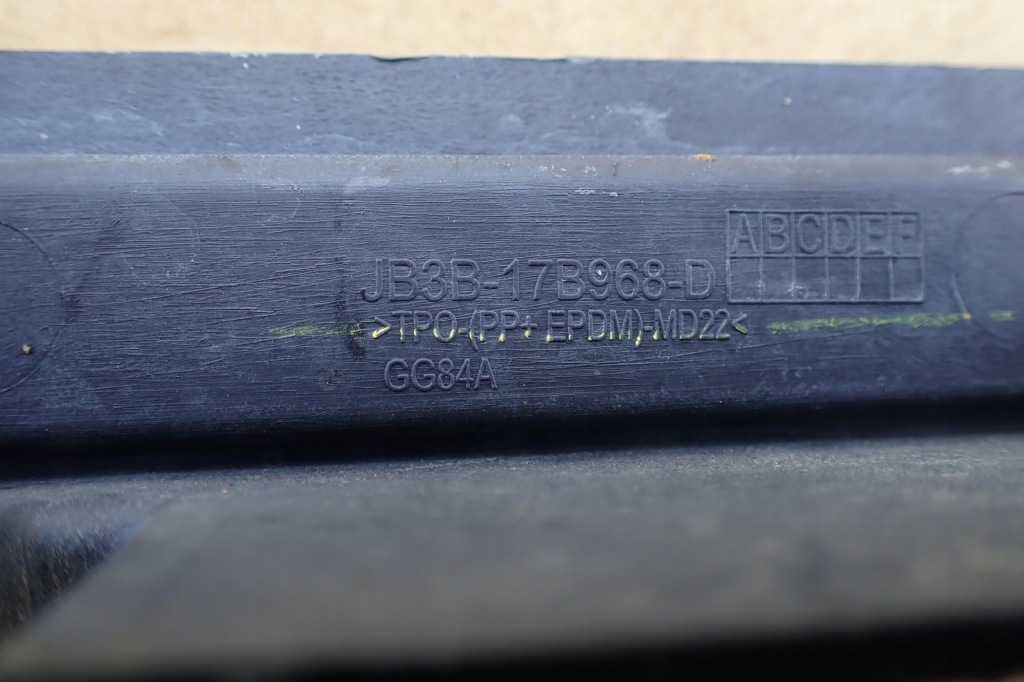 ABCDEF
JB3B-17B968-D
>TPO-(PP+EPDM)-MD22<
GG84A